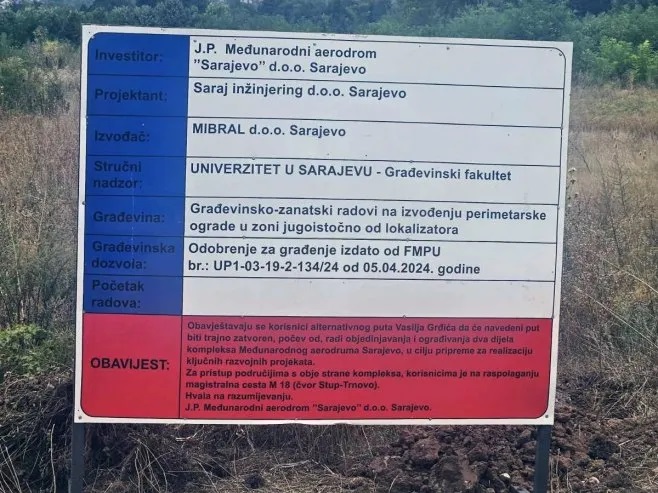 Investitor: J.P. Međunarodni aerodrom
"Sarajevo" d.o.o. Sarajevo
Projektant: Saraj inžinjering d.o.o. Sarajevo
Izvođač: MIBRAL d.o.o. Sarajevo
Stručni
nadzor: UNIVERZITET U SARAJEVU - Građevinski fakultet
Građevina: Građevinsko-zanatski radovi na izvođenju perimetarske
ograde u zoni jugoistočno od lokalizatora
Građevinska
dozvola: Odobrenje za građenje izdato od FMPU
br.: UP1-03-19-2-134/24 od 05.04.2024. godine
Početak
radova:
OBAVIJEST:
Obavještavaju se korisnici alternativnog puta Vasilja Grđića da će navedeni put
biti trajno zatvoren, počev od, radi objedinjavanja i ograđivanja dva dijela
kompleksa Međunarodnog aerodruma Sarajevo, u cilju pripreme za realizaciju
ključnih razvojnih projekata.
Za pristup područjima s obje strane kompleksa, korisnicima je na raspolaganju
magistralna cesta M 18 (čvor Stup-Trnovo).
Hvala na razumijevanju.
J.P. Međunarodni aerodrom "Sarajevo" d.o.o. Sarajevo.